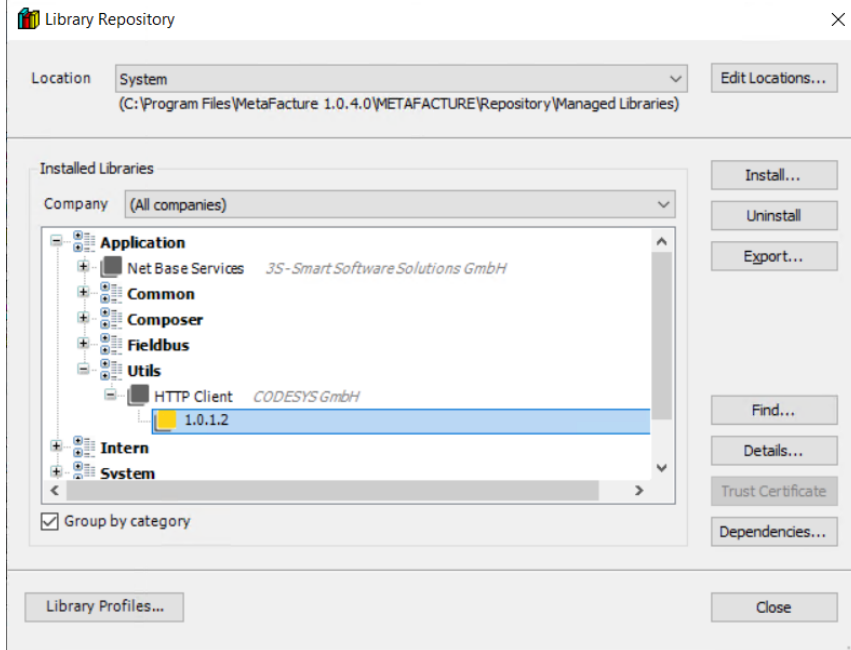 Library Repository
Location System Edit Locations...
(C:\Program Files\MetaFacture 1.0.4.0\METAFACTURE\Repository\Managed Libraries)
Installed Libraries
Company (All companies)
Install...
Uninstall
Export...
Application
Net Base Services 3S-Smart Software Solutions GmbH
Common
Composer
Fieldbus
Utils
HTTP Client CODESYS GmbH
1.0.1.2
Intern
System
Find...
Details...
Trust Certificate
Dependencies...
Group by category
Library Profiles...
Close